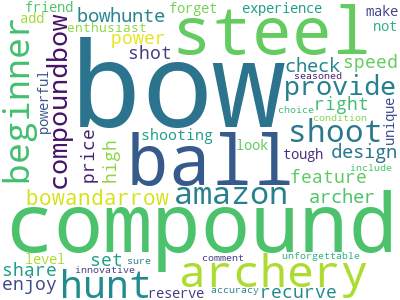 friend forget experience make
add bowhunte enthusiast not
power steel
shot check speed
beginner compoundbow powerful bow provide
price high shooting right unique
seasoned choice condition
shoot look tough design
ball feature
bowandarrow amazon archer include
compound
level set archery
share hunt unforgettable
enjoy sure comment
innovative reserve accuracy recurve